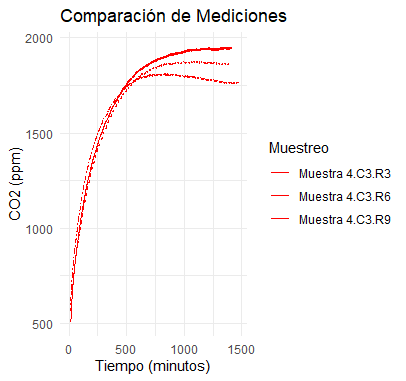 Comparación de Mediciones
2000
1500
1000
500
CO2 (ppm)
0
500
1000
1500
Tiempo (minutos)
Muestreo
Muestra 4.C3.R3
Muestra 4.C3.R6
Muestra 4.C3.R9